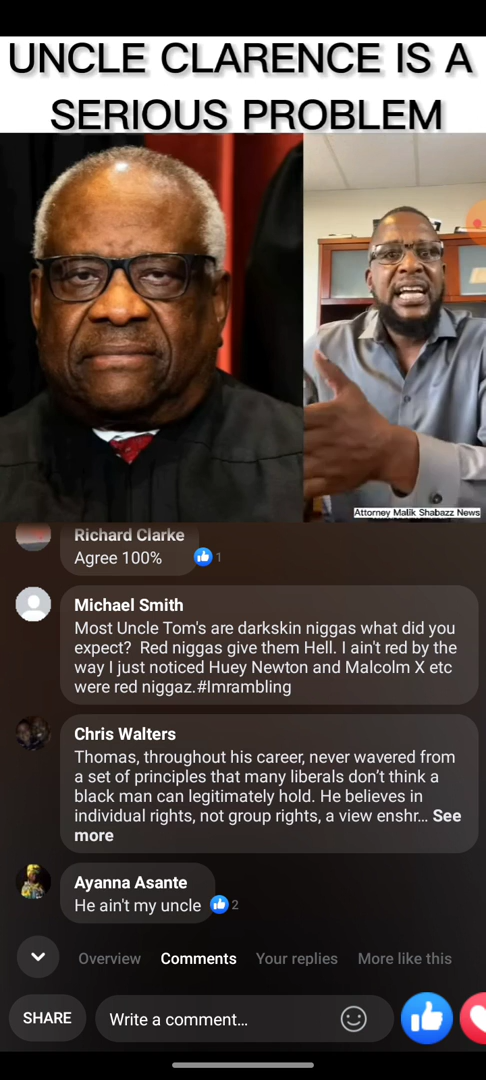 UNCLE CLARENCE IS A
SERIOUS PROBLEM
Attorney Malik Shabazz News
Richard Clarke
Agree 100%
1
Michael Smith
Most Uncle Tom's are darkskin niggas what did you
expect?  Red niggas give them Hell. I ain't red by the
way I just noticed Huey Newton and Malcolm X etc
were red niggaz.#Imrambling
Chris Walters
Thomas, throughout his career, never wavered from
a set of principles that many liberals don’t think a
black man can legitimately hold. He believes in
individual rights, not group rights, a view enshr... See
more
Ayanna Asante
He ain't my uncle
2
Overview Comments Your replies More like this
SHARE Write a comment...